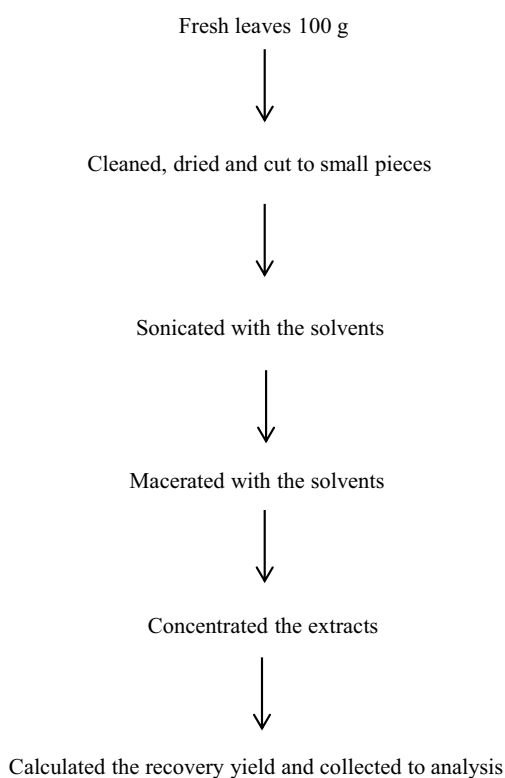 Fresh leaves 100 g
Cleaned, dried and cut to small pieces
Sonicated with the solvents
Macerated with the solvents
Concentrated the extracts
Calculated the recovery yield and collected to analysis